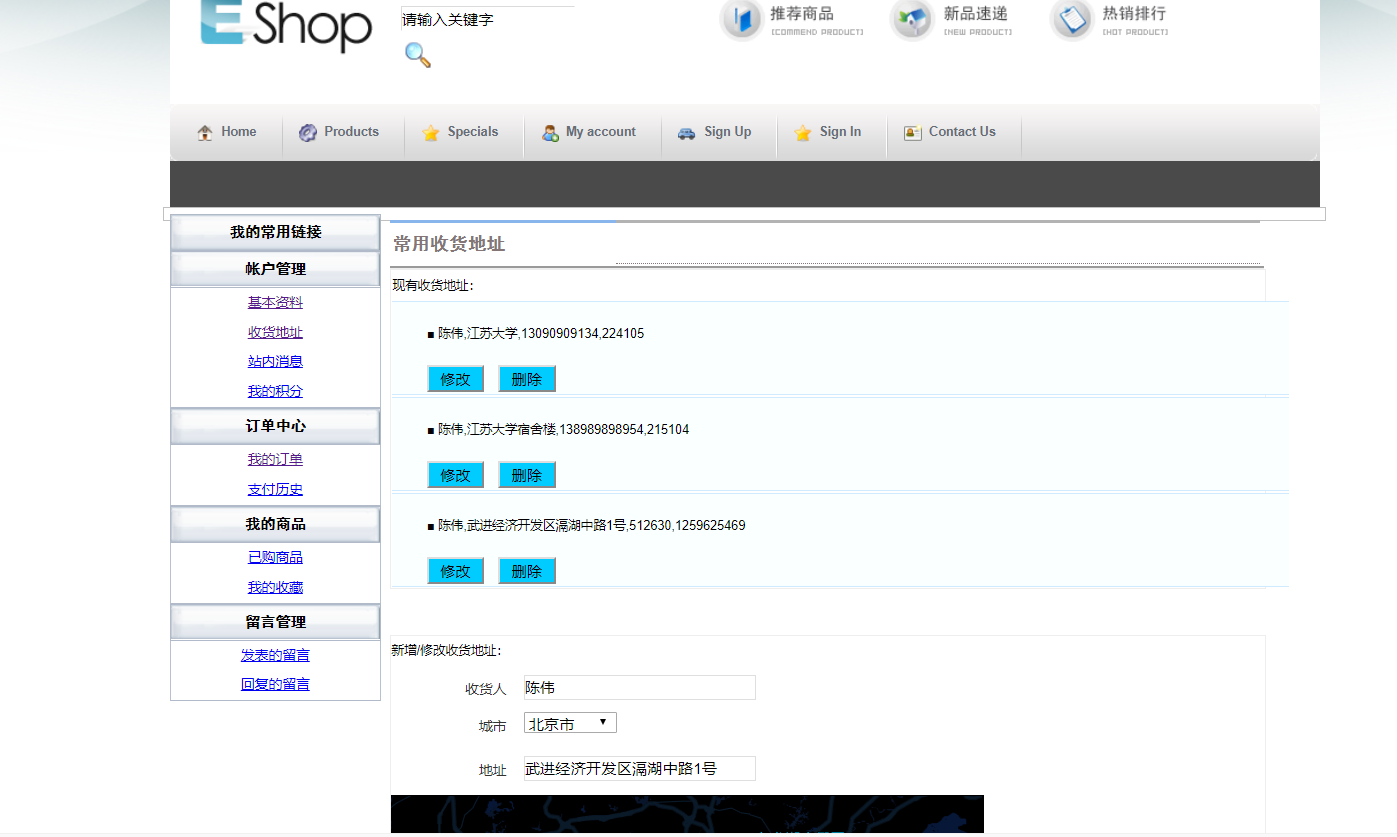 EShop
请输入关键字
推荐商品
[COMMEND PRODUCT]
新品速递
[NEW PRODUCT]
热销排行
[HOT PRODUCT]
Home
Products
Specials
My account
Sign Up
Sign In
Contact Us
我的常用链接
帐户管理
基本资料
收货地址
站内消息
我的积分
订单中心
我的订单
支付历史
我的商品
已购商品
我的收藏
留言管理
发表的留言
回复的留言
常用收货地址
现有收货地址:
■ 陈伟,江苏大学,13090909134,224105
修改 删除
■ 陈伟,江苏大学宿舍楼,138989898954,215104
修改 删除
■ 陈伟,武进经济开发区滆湖中路1号,512630,1259625469
修改 删除
新增/修改收货地址:
收货人 陈伟
城市 北京市
地址 武进经济开发区滆湖中路1号